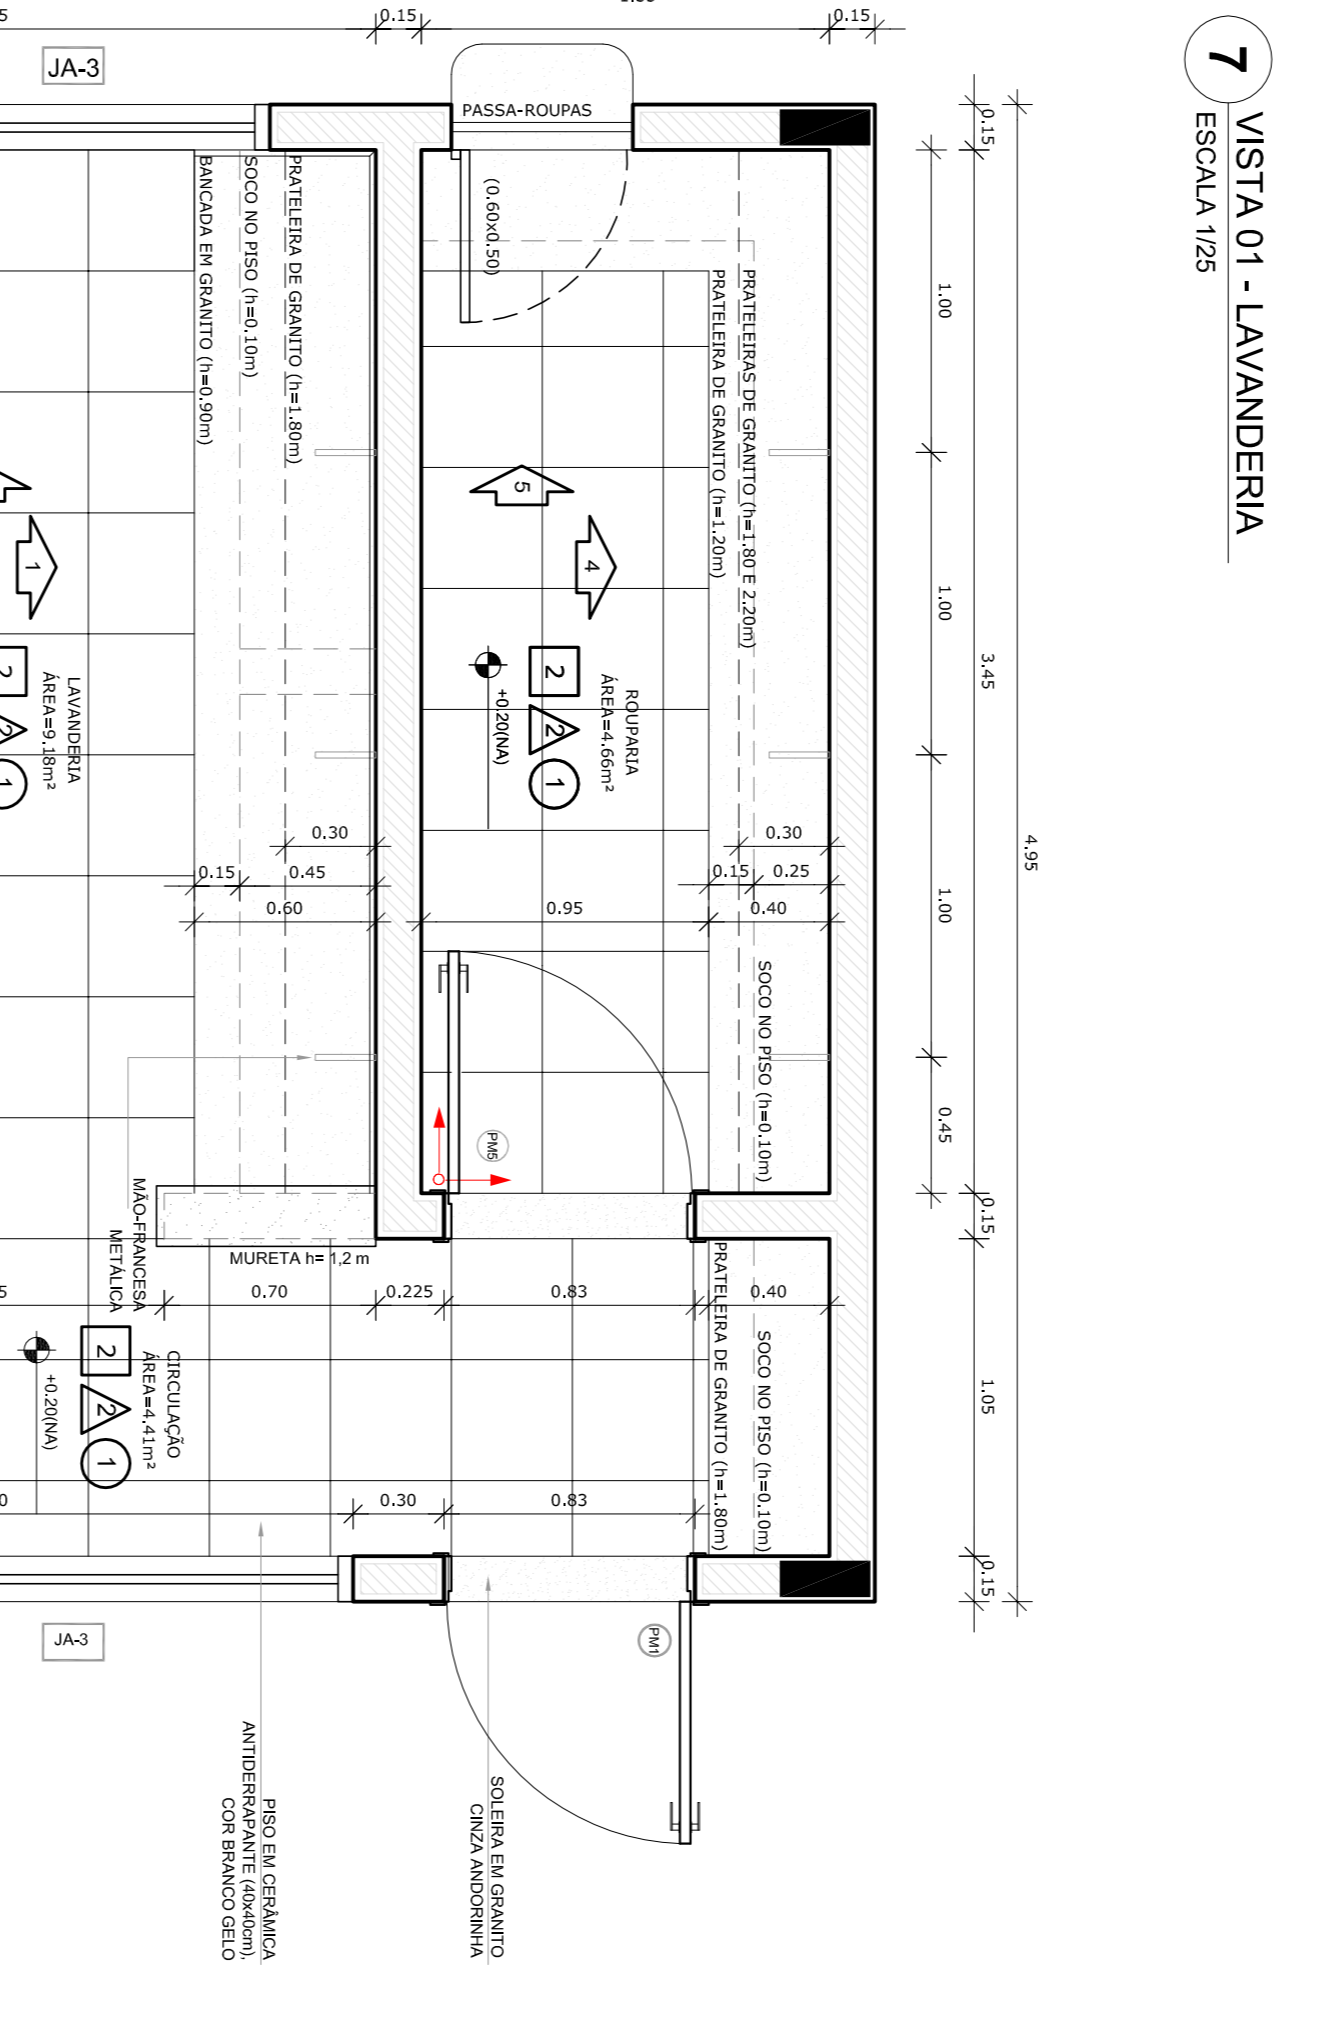 7
VISTA 01 - LAVANDERIA
ESCALA 1/25
0.15
0.15
JA-3
PASSA-ROUPAS
(0.60x0.50)
BANCADA EM GRANITO (h=0.90m)
SOCO NO PISO (h=0.10m)
PRATELEIRA DE GRANITO (h=1.80m)
PRATELEIRA DE GRANITO (h=1.20m)
PRATELEIRAS DE GRANITO (h=1.80 E 2.20m)
0.15
1.00
1.00
3.45
4.95
1.00
0.45
0.15
1.05
0.15
5
4
1
ROUPARIA
ÁREA=4.66m²
2
2
1
+0.20(NA)
LAVANDERIA
ÁREA=9.18m²
2
2
1
0.30
0.30
0.15
0.45
0.15
0.25
0.60
0.95
0.40
SOCO NO PISO (h=0.10m)
PM5
MÃO-FRANCESA
METÁLICA
MURETA h= 1,2 m
0.70
0.225
0.83
0.40
PRATELEIRA DE GRANITO (h=1.80m)
SOCO NO PISO (h=0.10m)
CIRCULAÇÃO
ÁREA=4.41m²
2
2
1
+0.20(NA)
0.30
0.83
JA-3
PM1
PISO EM CERÂMICA
ANTIDERRAPANTE (40x40cm),
COR BRANCO GELO
SOLEIRA EM GRANITO
CINZA ANDORINHA